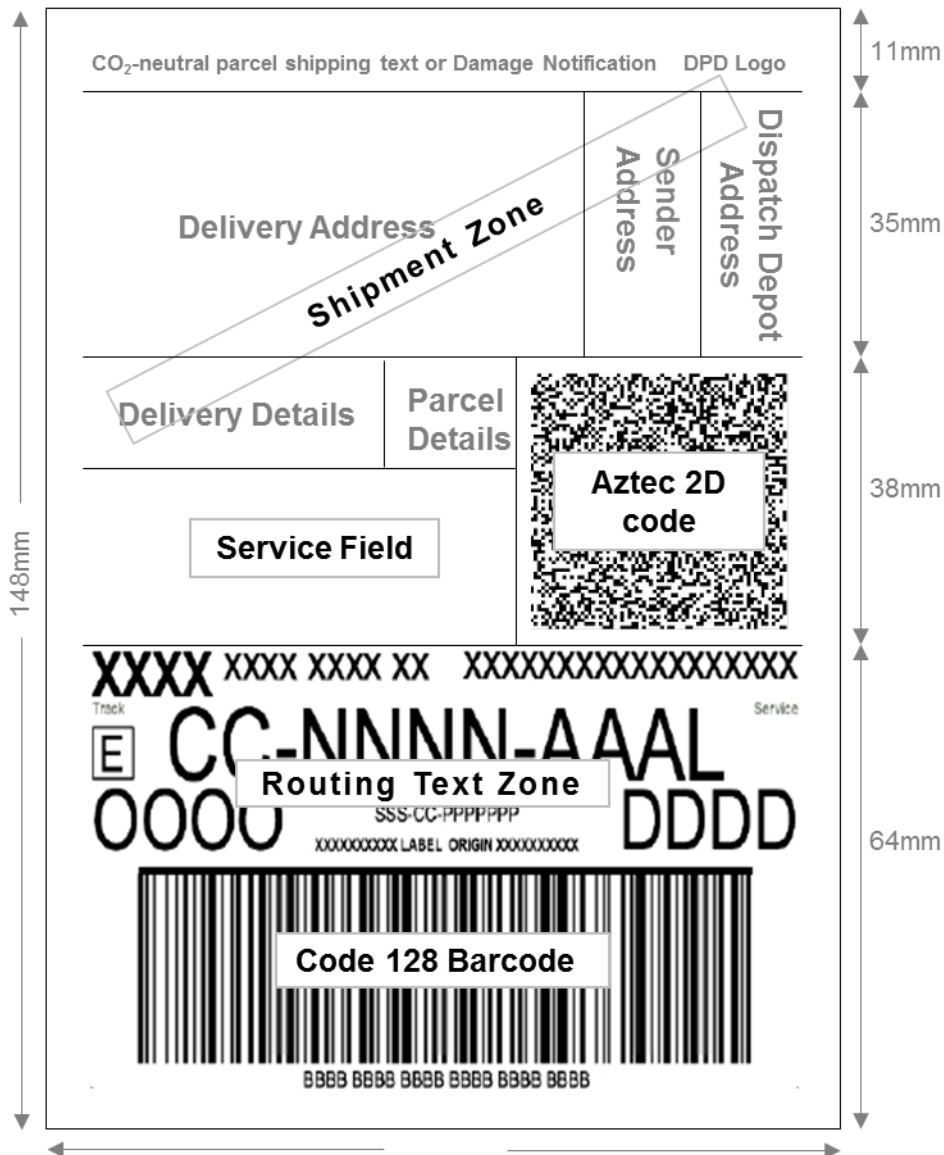 CO₂-neutral parcel shipping text or Damage Notification DPD Logo
11mm
Delivery Address
Shipment Zone
Sender
Address
Dispatch Depot
Address
35mm
Delivery Details
Parcel
Details
Aztec 2D
code
38mm
Service Field
148mm
XXXX XXXX XXXX XX XXXXXXXXXXXXXXXXXX
Track
Service
E CC-NNNN-AAAL
Routing Text Zone
OOOO SSS-CC-PPPPPPP DDDD
XXXXXXXXXX LABEL ORIGIN XXXXXXXXXX
64mm
Code 128 Barcode
BBBB BBBB BBBB BBBB BBBB BBBB